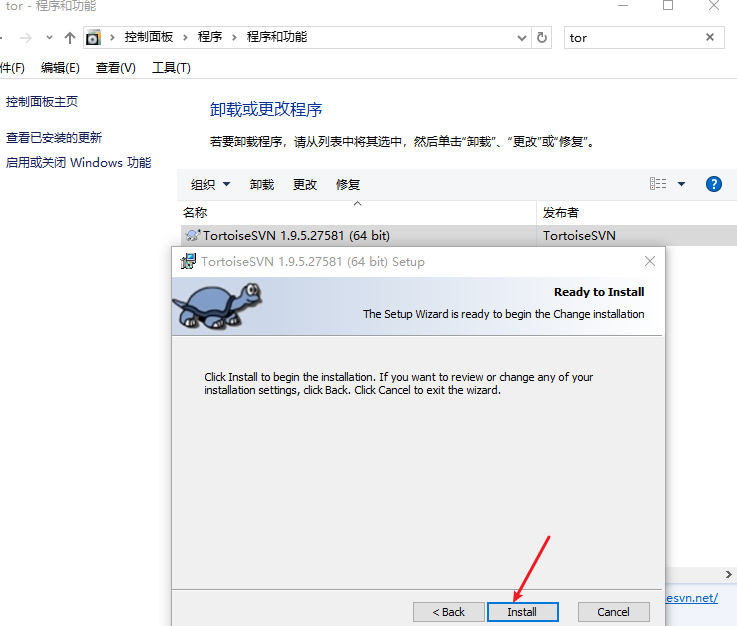 tor - 程序和功能
控制面板 程序 程序和功能
tor
件(F) 编辑(E) 查看(V) 工具(T)
控制面板主页
查看已安装的更新
启用或关闭 Windows 功能
卸载或更改程序
若要卸载程序，请从列表中将其选中，然后单击“卸载”、“更改”或“修复”。
组织 卸载 更改 修复
名称 发布者
TortoiseSVN 1.9.5.27581 (64 bit) TortoiseSVN
TortoiseSVN 1.9.5.27581 (64 bit) Setup
Ready to Install
The Setup Wizard is ready to begin the Change installation
Click Install to begin the installation. If you want to review or change any of your
installation settings, click Back. Click Cancel to exit the wizard.
esvn.net/
< Back Install Cancel